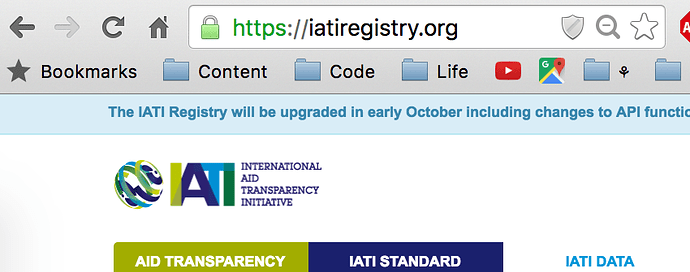 https://iatiregistry.org
Bookmarks Content Code Life
The IATI Registry will be upgraded in early October including changes to API
IATI INTERNATIONAL
AID
TRANSPARENCY
INITIATIVE
AID TRANSPARENCY IATI STANDARD IATI DATA